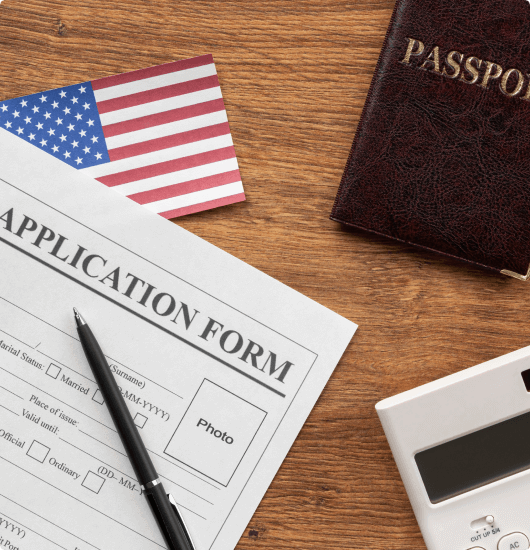 PASSPO
APPLICATION FORM
(Surname)
Marital Status: Married
DD-MM-YYYY)
Place of issue:
Valid until:
Photo
Official Ordinary
(DD- MM-YYYY)
YYYY)
CUT UP 5/4
AC